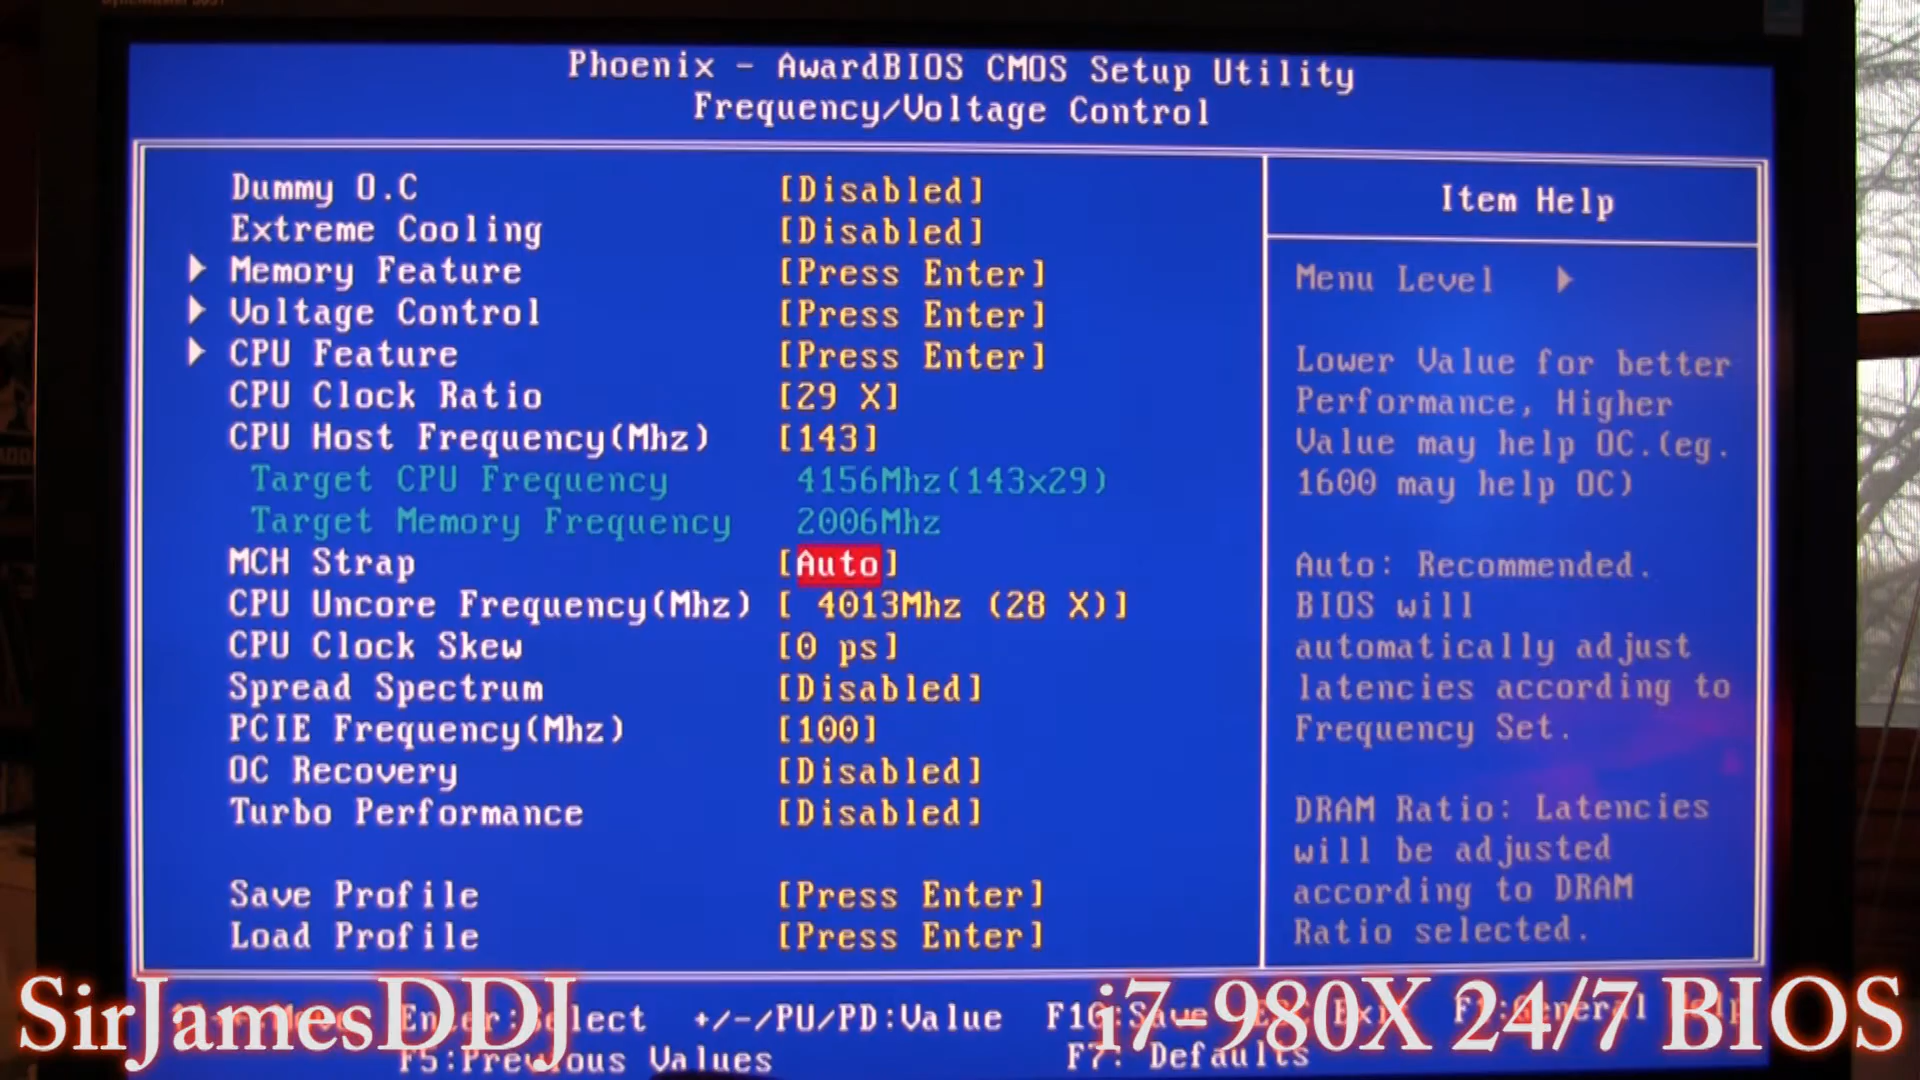 Phoenix - AwardBIOS CMOS Setup Utility
Frequency/Voltage Control
Dummy O.C [Disabled]
Extreme Cooling [Disabled]
Memory Feature [Press Enter]
Voltage Control [Press Enter]
CPU Feature [Press Enter]
CPU Clock Ratio [29 X]
CPU Host Frequency(Mhz) [143]
Target CPU Frequency 4156Mhz(143x29)
Target Memory Frequency 2006Mhz
MCH Strap [Auto]
CPU Uncore Frequency(Mhz) [ 4013Mhz (28 X)]
CPU Clock Skew [0 ps]
Spread Spectrum [Disabled]
PCIE Frequency(Mhz) [100]
OC Recovery [Disabled]
Turbo Performance [Disabled]
Save Profile [Press Enter]
Load Profile [Press Enter]
Item Help
Menu Level
Lower Value for better
Performance, Higher
Value may help OC.(eg.
1600 may help OC)
Auto: Recommended.
BIOS will
automatically adjust
latencies according to
Frequency Set.
DRAM Ratio: Latencies
will be adjusted
according to DRAM
Ratio selected.
Enter:Select +/-/PU/PD:Value F10:Save F1:General
F5:Previous Values F7: Defaults
SirJamesDDJ
i7-980X 24/7 BIOS